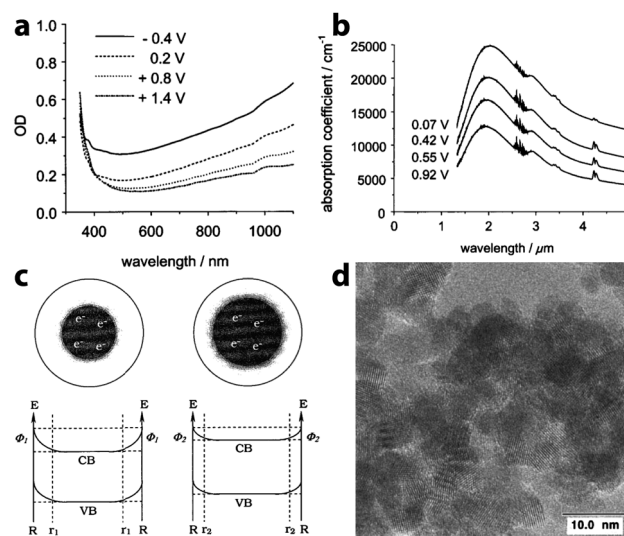 a
OD
1.0
0.8
0.6
0.4
0.2
0.0
- 0.4 V
0.2 V
+ 0.8 V
+ 1.4 V
400
600
800
1000
wavelength / nm
b
absorption coefficient / cm⁻¹
25000
20000
15000
10000
5000
0
0.07 V
0.42 V
0.55 V
0.92 V
0 1 2 3 4
wavelength / μm
c
e⁻ e⁻
e⁻ e⁻
e⁻ e⁻
e⁻ e⁻
E E E E
Φ₁ Φ₁ Φ₂ Φ₂
CB CB
VB VB
R r₁ r₁ R R r₂ r₂ R
d
10.0 nm